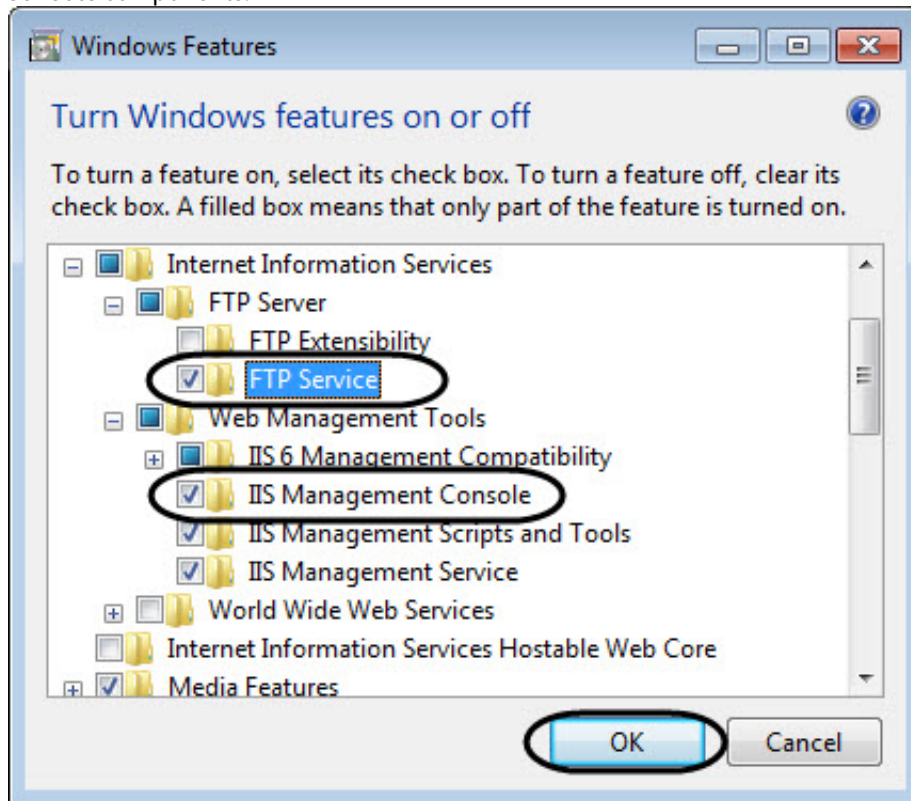 Windows Features
Turn Windows features on or off
To turn a feature on, select its check box. To turn a feature off, clear its
check box. A filled box means that only part of the feature is turned on.
Internet Information Services
FTP Server
FTP Extensibility
FTP Service
Web Management Tools
IIS 6 Management Compatibility
IIS Management Console
IIS Management Scripts and Tools
IIS Management Service
World Wide Web Services
Internet Information Services Hostable Web Core
Media Features
OK Cancel